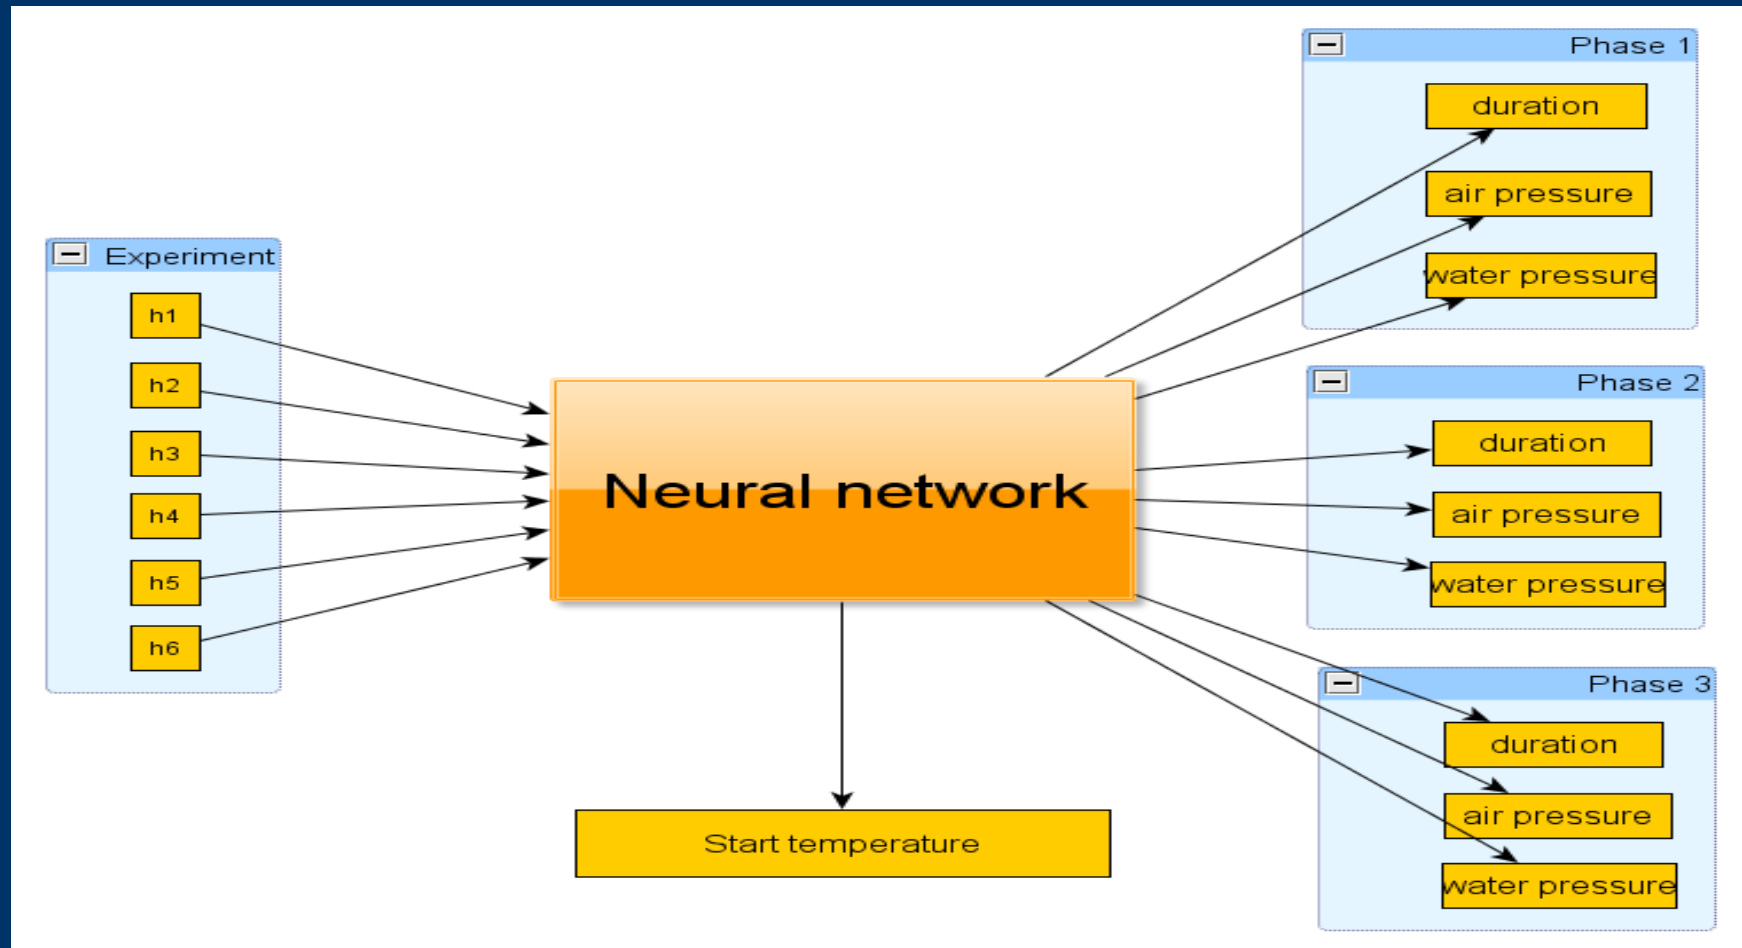 Experiment
h1
h2
h3
h4
h5
h6
Neural network
Start temperature
Phase 1
duration
air pressure
water pressure
Phase 2
duration
air pressure
water pressure
Phase 3
duration
air pressure
water pressure